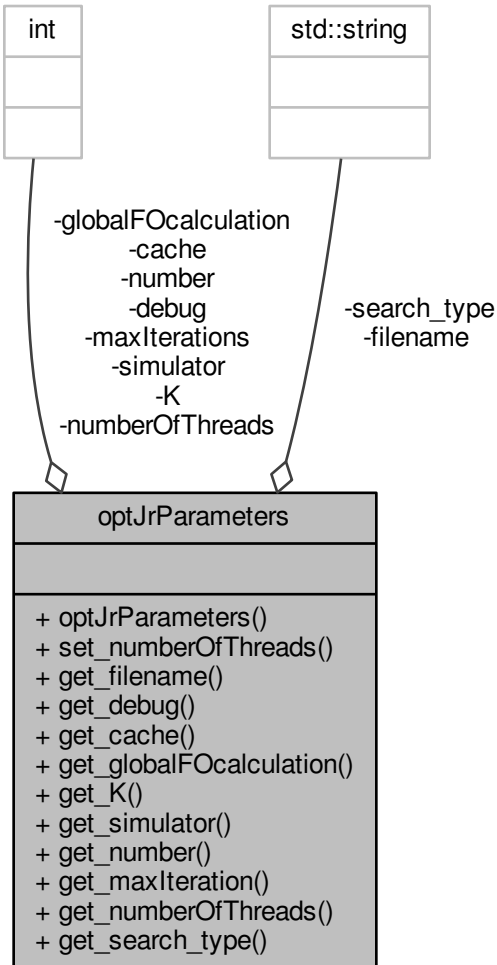 int
std::string
-globalFOcalculation
-cache
-number
-debug
-maxIterations
-simulator
-K
-numberOfThreads
-search_type
-filename
optJrParameters
+ optJrParameters()
+ set_numberOfThreads()
+ get_filename()
+ get_debug()
+ get_cache()
+ get_globalFOcalculation()
+ get_K()
+ get_simulator()
+ get_number()
+ get_maxIteration()
+ get_numberOfThreads()
+ get_search_type()